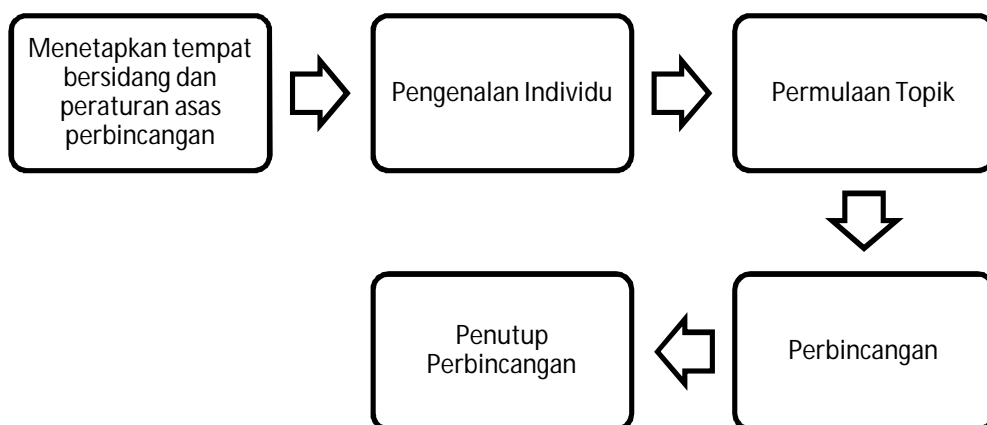 Menetapkan tempat
bersidang dan
peraturan asas
perbincangan
Pengenalan Individu
Permulaan Topik
Perbincangan
Penutup
Perbincangan